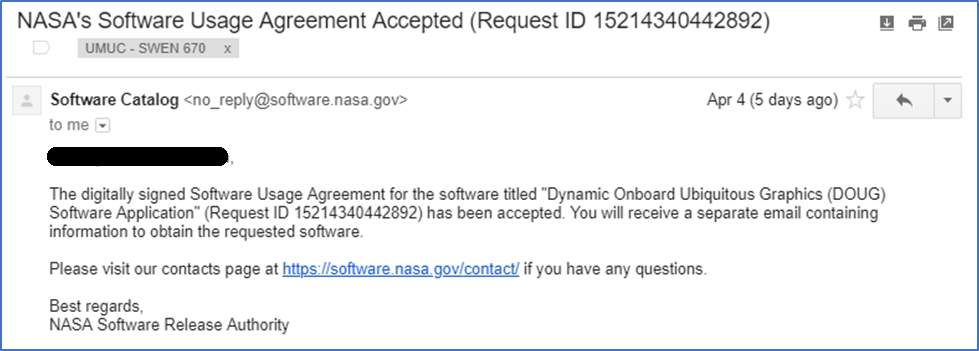 NASA's Software Usage Agreement Accepted (Request ID 15214340442892)
UMUC - SWEN 670 x
Software Catalog <no_reply@software.nasa.gov>
Apr 4 (5 days ago)
to me
,
The digitally signed Software Usage Agreement for the software titled "Dynamic Onboard Ubiquitous Graphics (DOUG)
Software Application" (Request ID 15214340442892) has been accepted. You will receive a separate email containing
information to obtain the requested software.
Please visit our contacts page at https://software.nasa.gov/contact/ if you have any questions.
Best regards,
NASA Software Release Authority